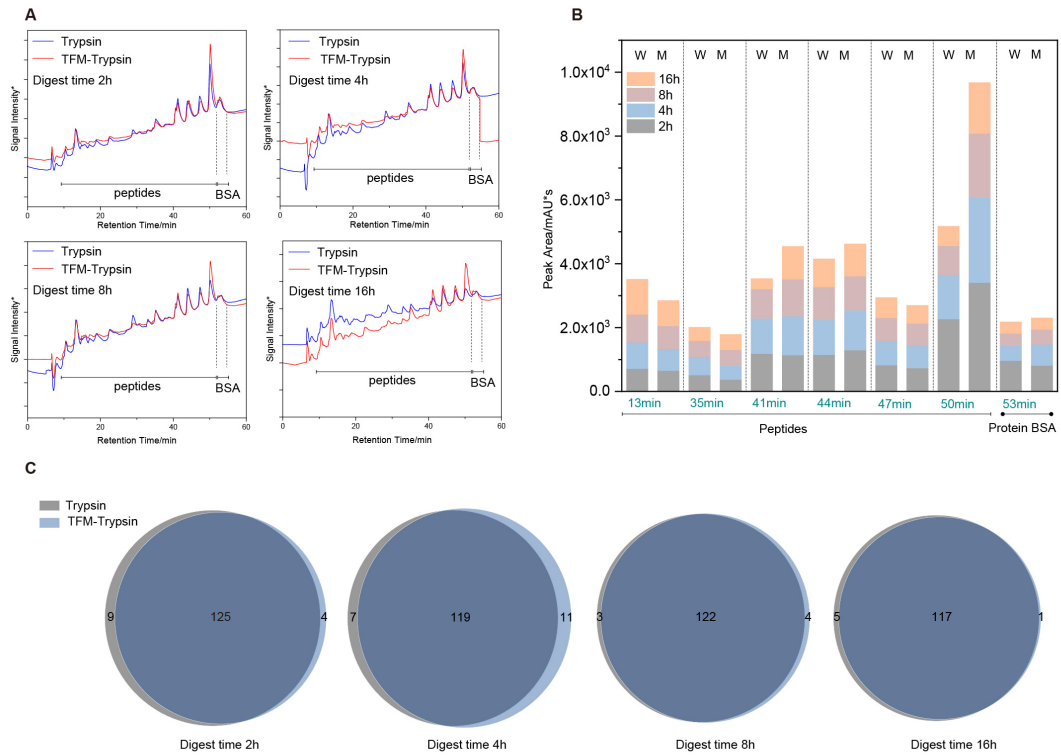 A
Trypsin
TFM-Trypsin
Digest time 2h
Signal Intensity*
peptides
BSA
0 20 40 60
Retention Time/min
Trypsin
TFM-Trypsin
Digest time 4h
Signal Intensity*
peptides
BSA
0 20 40 60
Retention Time/min
Trypsin
TFM-Trypsin
Digest time 8h
Signal Intensity*
peptides
BSA
0 20 40 60
Retention Time/min
Trypsin
TFM-Trypsin
Digest time 16h
Signal Intensity*
peptides
BSA
0 20 40 60
Retention Time/min
B
W M W M W M W M W M W M W M
16h
8h
4h
2h
Peak Area/mAU*s
1.0x10⁴
8.0x10³
6.0x10³
4.0x10³
2.0x10³
0.0
13min 35min 41min 44min 47min 50min 53min
Peptides
Protein BSA
C
Trypsin
TFM-Trypsin
9 125 4
7 119 11
3 122 4
5 117 1
Digest time 2h
Digest time 4h
Digest time 8h
Digest time 16h